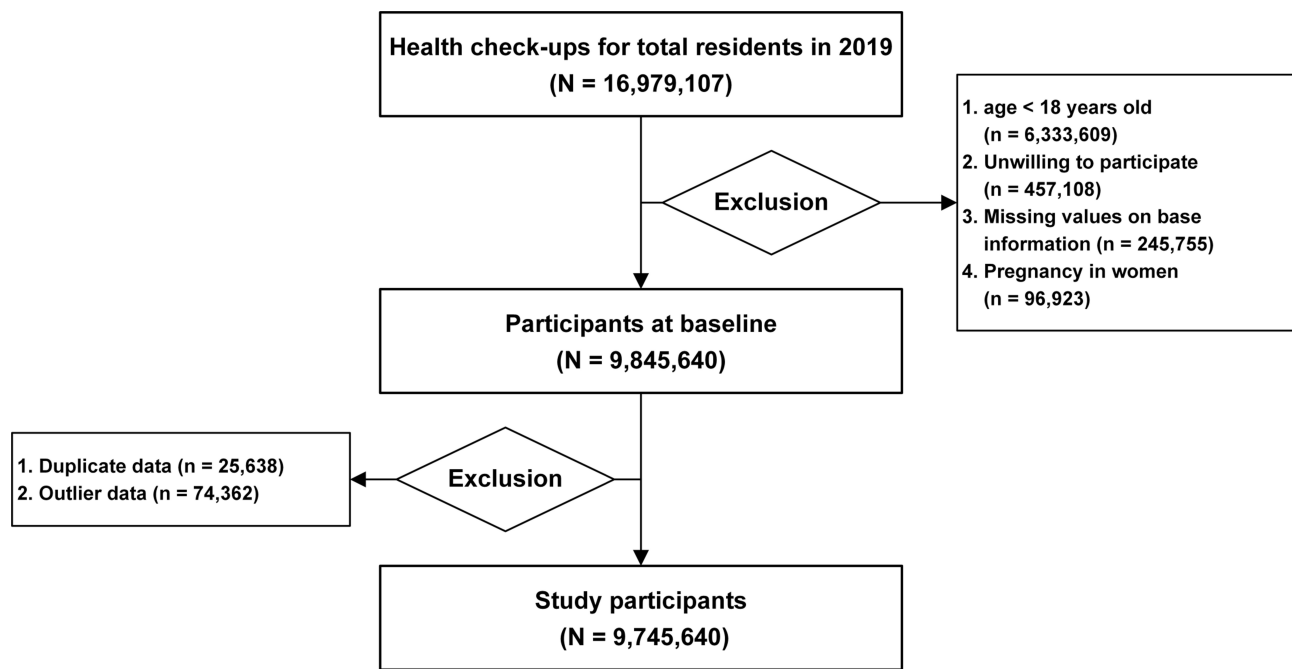 Health check-ups for total residents in 2019
(N = 16,979,107)
1. age < 18 years old
(n = 6,333,609)
2. Unwilling to participate
(n = 457,108)
3. Missing values on base
information (n = 245,755)
4. Pregnancy in women
(n = 96,923)
Exclusion
Participants at baseline
(N = 9,845,640)
1. Duplicate data (n = 25,638)
2. Outlier data (n = 74,362)
Exclusion
Study participants
(N = 9,745,640)